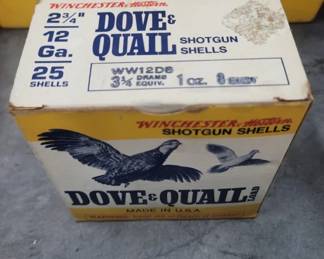 WINCHESTER Western
2¾"
12
Ga.
25
SHELLS
DOVE &
QUAIL
SHOTGUN
SHELLS
WW12D8
3¼ DRAMS EQUIV. 1 oz. 8
WINCHESTER Western
SHOTGUN SHELLS
DOVE & QUAIL LOAD
MADE IN U.S.A.